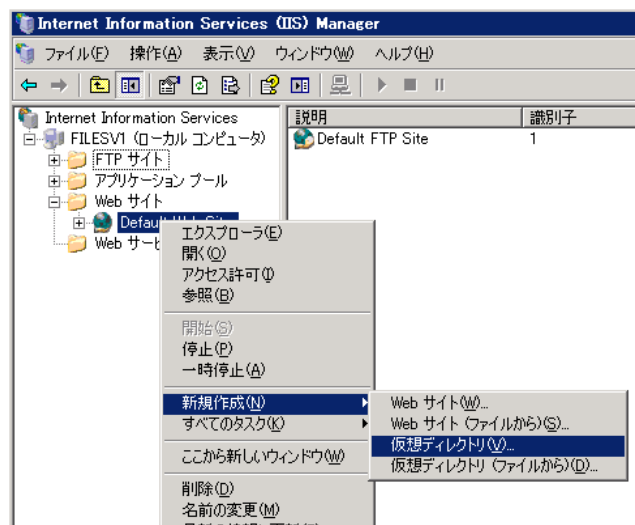 Internet Information Services (IIS) Manager
ファイル(F) 操作(A) 表示(V) ウィンドウ(W) ヘルプ(H)
Internet Information Services
FILESV1 (ローカル コンピュータ)
FTP サイト
アプリケーション プール
Web サイト
Web サービ
説明 識別子
Default FTP Site 1
エクスプローラ(E)
開く(O)
アクセス許可(I)
参照(B)
開始(S)
停止(P)
一時停止(A)
新規作成(N)
すべてのタスク(K)
ここから新しいウィンドウ(W)
削除(D)
名前の変更(M)
Web サイト(W)...
Web サイト (ファイルから)(S)...
仮想ディレクトリ(V)...
仮想ディレクトリ (ファイルから)(D)...